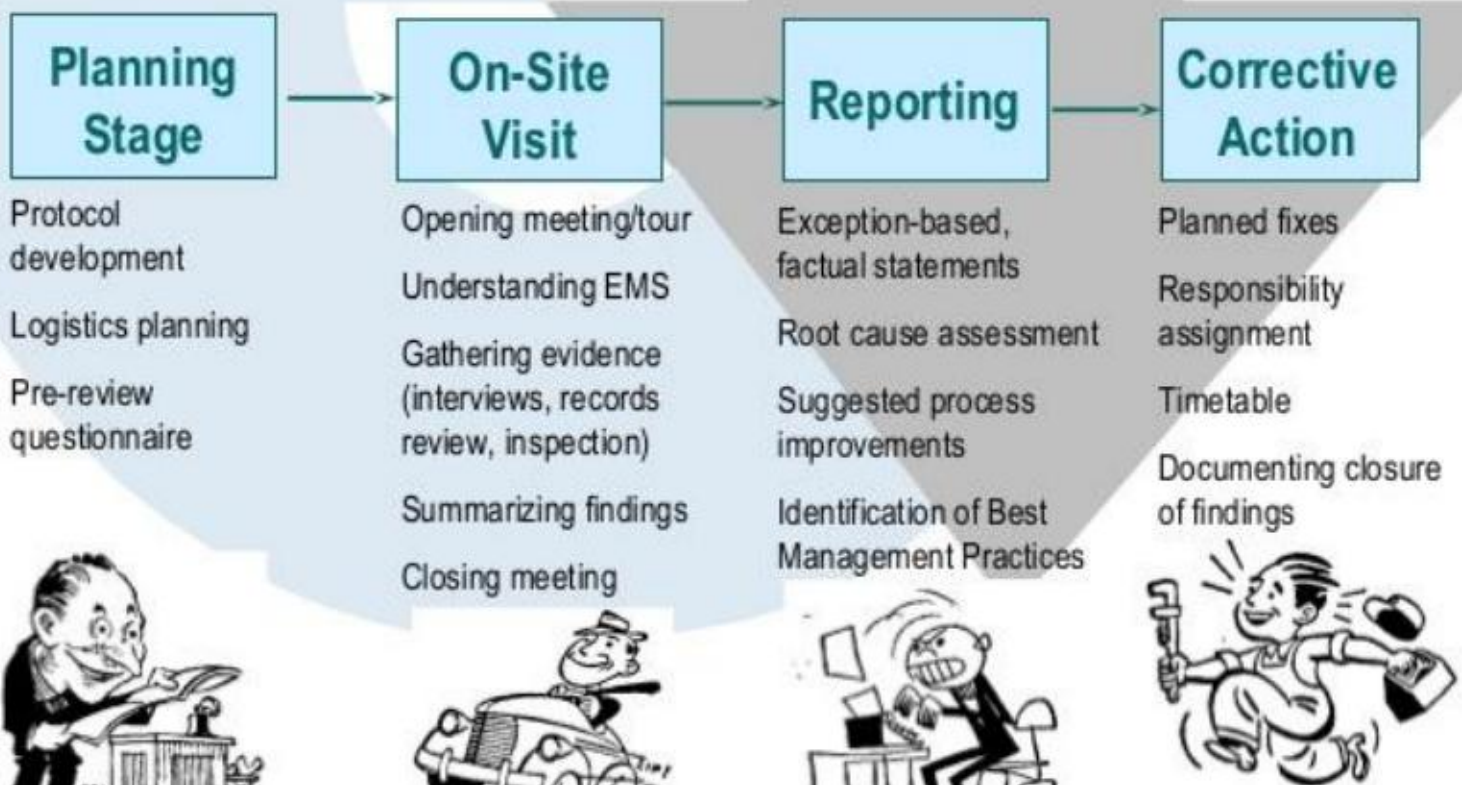 Planning
Stage
On-Site
Visit
Reporting
Corrective
Action
Protocol
development
Logistics planning
Pre-review
questionnaire
Opening meeting/tour
Understanding EMS
Gathering evidence
(interviews, records
review, inspection)
Summarizing findings
Closing meeting
Exception-based,
factual statements
Root cause assessment
Suggested process
improvements
Identification of Best
Management Practices
Planned fixes
Responsibility
assignment
Timetable
Documenting closure
of findings